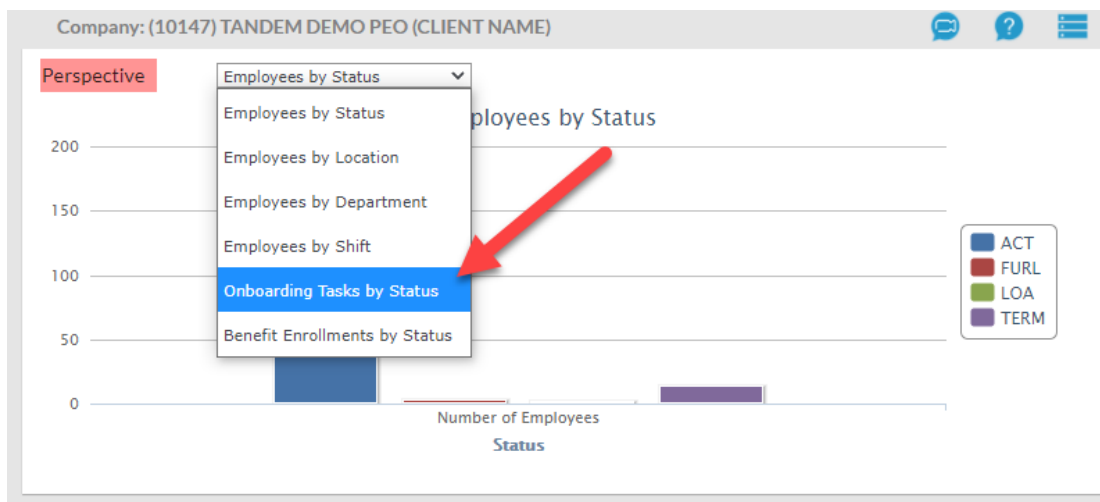 Company: (10147) TANDEM DEMO PEO (CLIENT NAME)
Perspective
Employees by Status
Employees by Status
Employees by Location
Employees by Department
Employees by Shift
Onboarding Tasks by Status
Benefit Enrollments by Status
ployees by Status
200
150
100
50
0
Number of Employees
Status
ACT
FURL
LOA
TERM